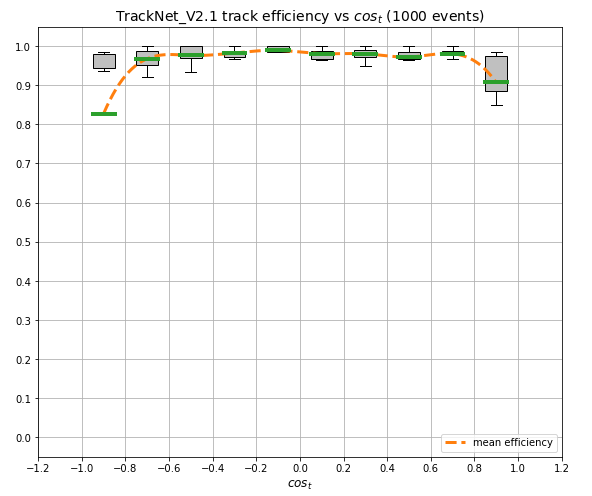 TrackNet_V2.1 track efficiency vs cos_t (1000 events)
1.0
0.9
0.8
0.7
0.6
0.5
0.4
0.3
0.2
0.1
0.0
mean efficiency
−1.2 −1.0 −0.8 −0.6 −0.4 −0.2 0.0 0.2 0.4 0.6 0.8 1.0 1.2
cos_t